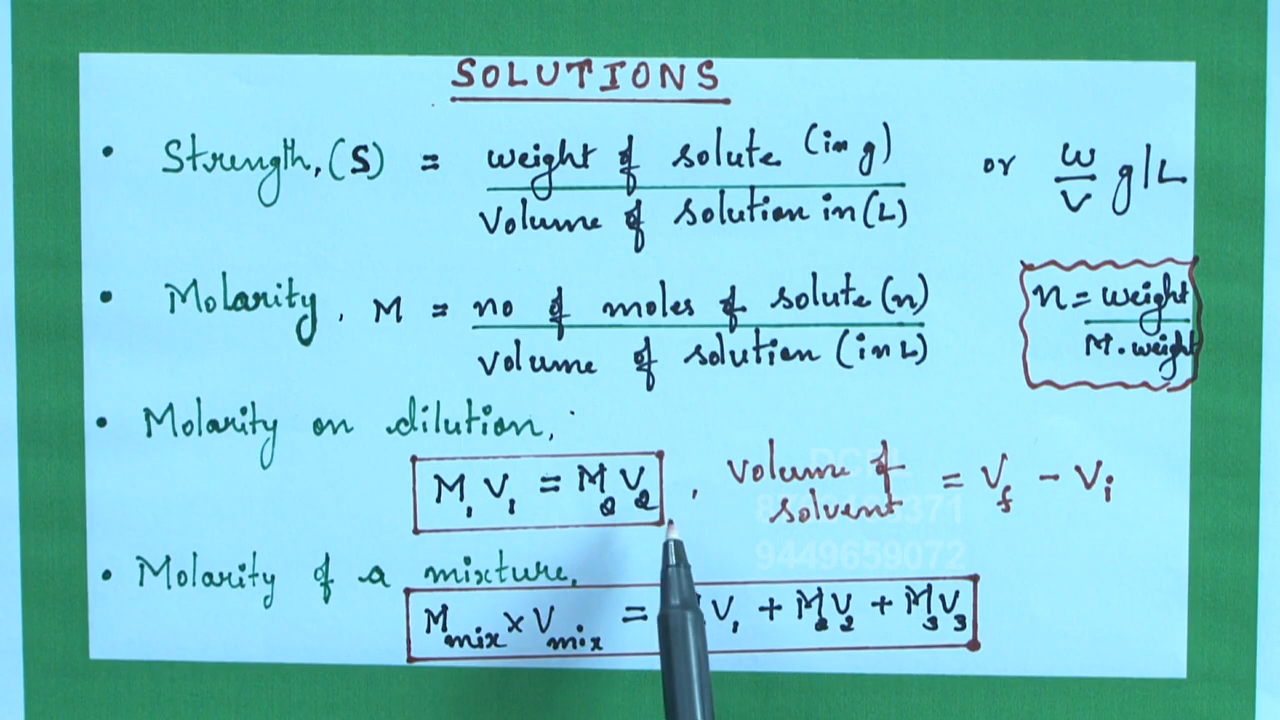 SOLUTIONS
• Strength, (S) = weight of solute (in g) / Volume of solution in (L) or w/v g/L
• Molarity, M = no of moles of solute (n) / Volume of solution (in L)
n = weight / M. weight
• Molarity on dilution,
M₁V₁ = M₂V₂, Volume of solvent = Vf - Vi
• Molarity of a mixture,
Mmix × Vmix = V₁ + M₂V₂ + M₃V₃
9449659072